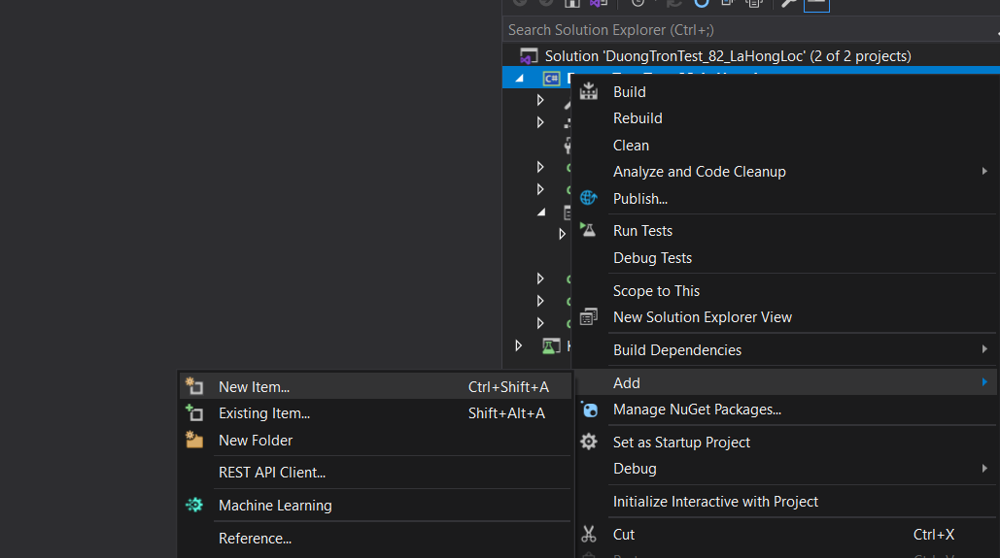 Search Solution Explorer (Ctrl+;)
Solution 'DuongTronTest_82_LaHongLoc' (2 of 2 projects)
C#
Build
Rebuild
Clean
Analyze and Code Cleanup
Publish...
Run Tests
Debug Tests
Scope to This
New Solution Explorer View
Build Dependencies
Add
Manage NuGet Packages...
Set as Startup Project
Debug
Initialize Interactive with Project
Cut Ctrl+X
New Item... Ctrl+Shift+A
Existing Item... Shift+Alt+A
New Folder
REST API Client...
Machine Learning
Reference...